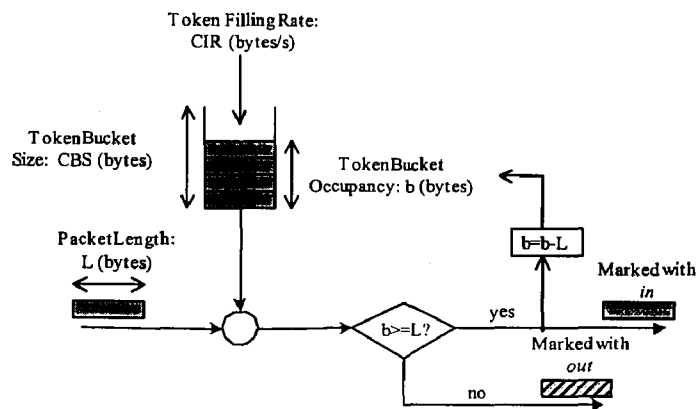 Token Filling Rate:
CIR (bytes/s)
TokenBucket
Size: CBS (bytes)
TokenBucket
Occupancy: b (bytes)
PacketLength:
L (bytes)
b=b-L
Marked with
in
b>=L?
yes
Marked with
out
no